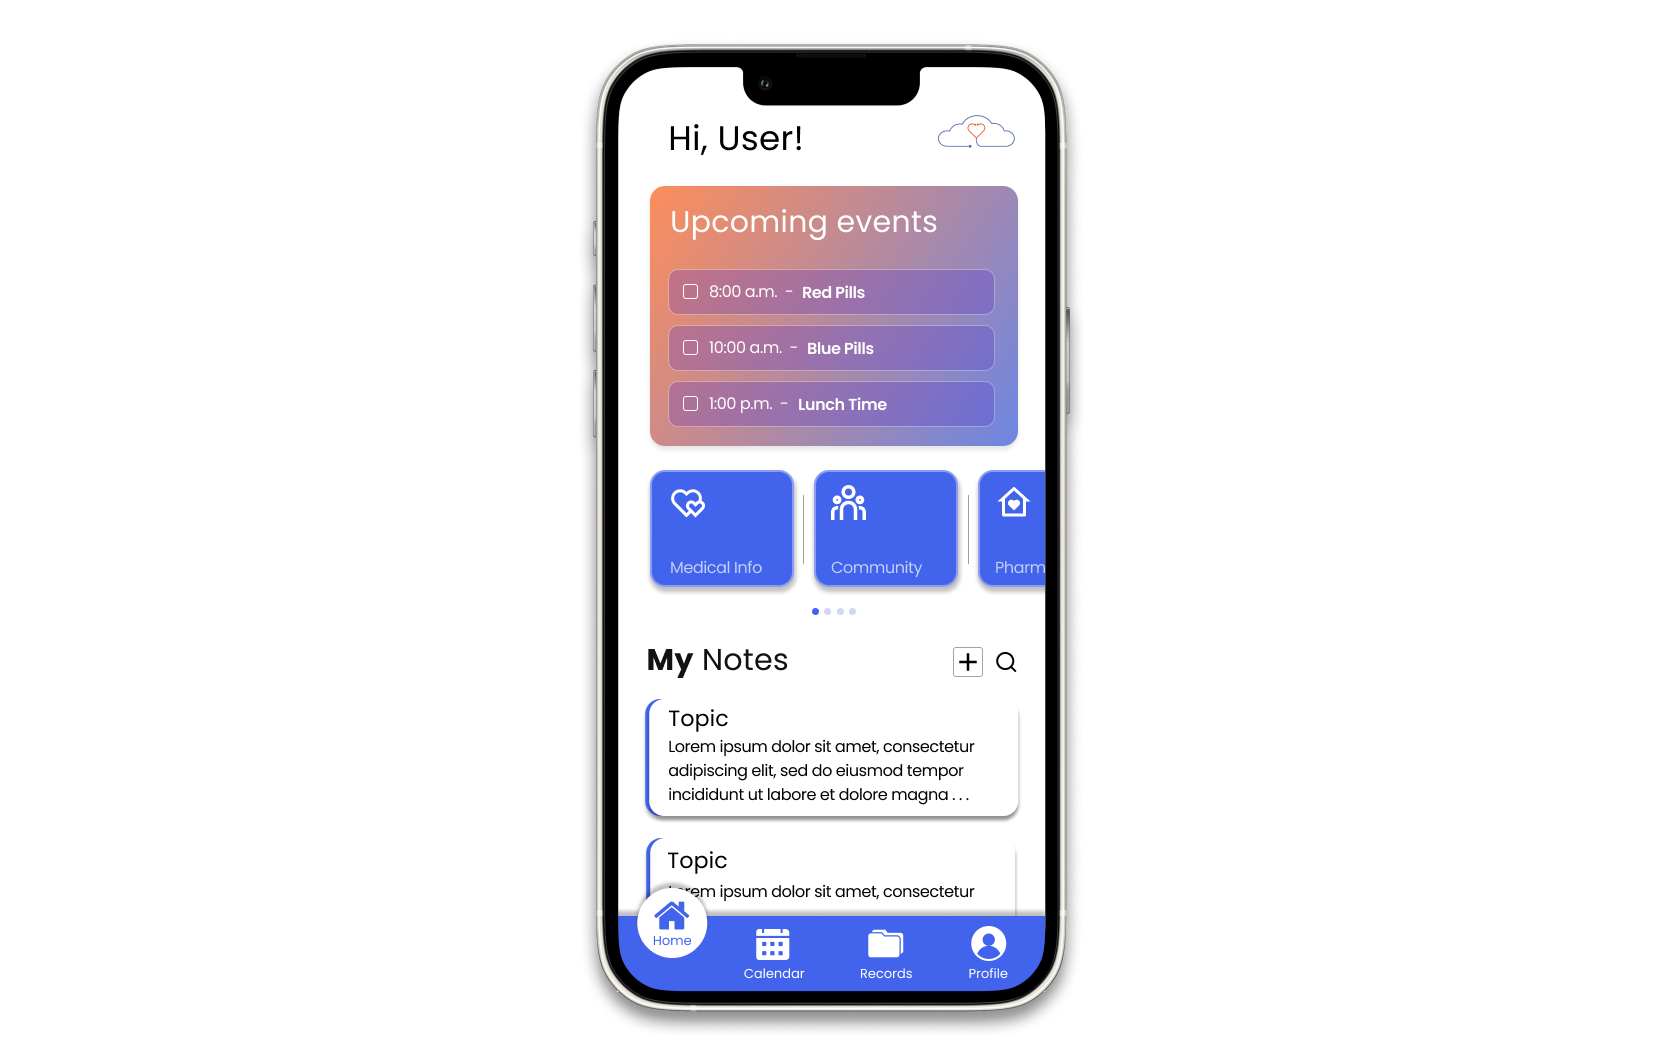 Hi, User!
Upcoming events
8:00 a.m. - Red Pills
10:00 a.m. - Blue Pills
1:00 p.m. - Lunch Time
Medical Info
Community
Pharm
My Notes
Topic
Lorem ipsum dolor sit amet, consectetur
adipiscing elit, sed do eiusmod tempor
incididunt ut labore et dolore magna . . .
Topic
Lorem ipsum dolor sit amet, consectetur
Home
Calendar
Records
Profile